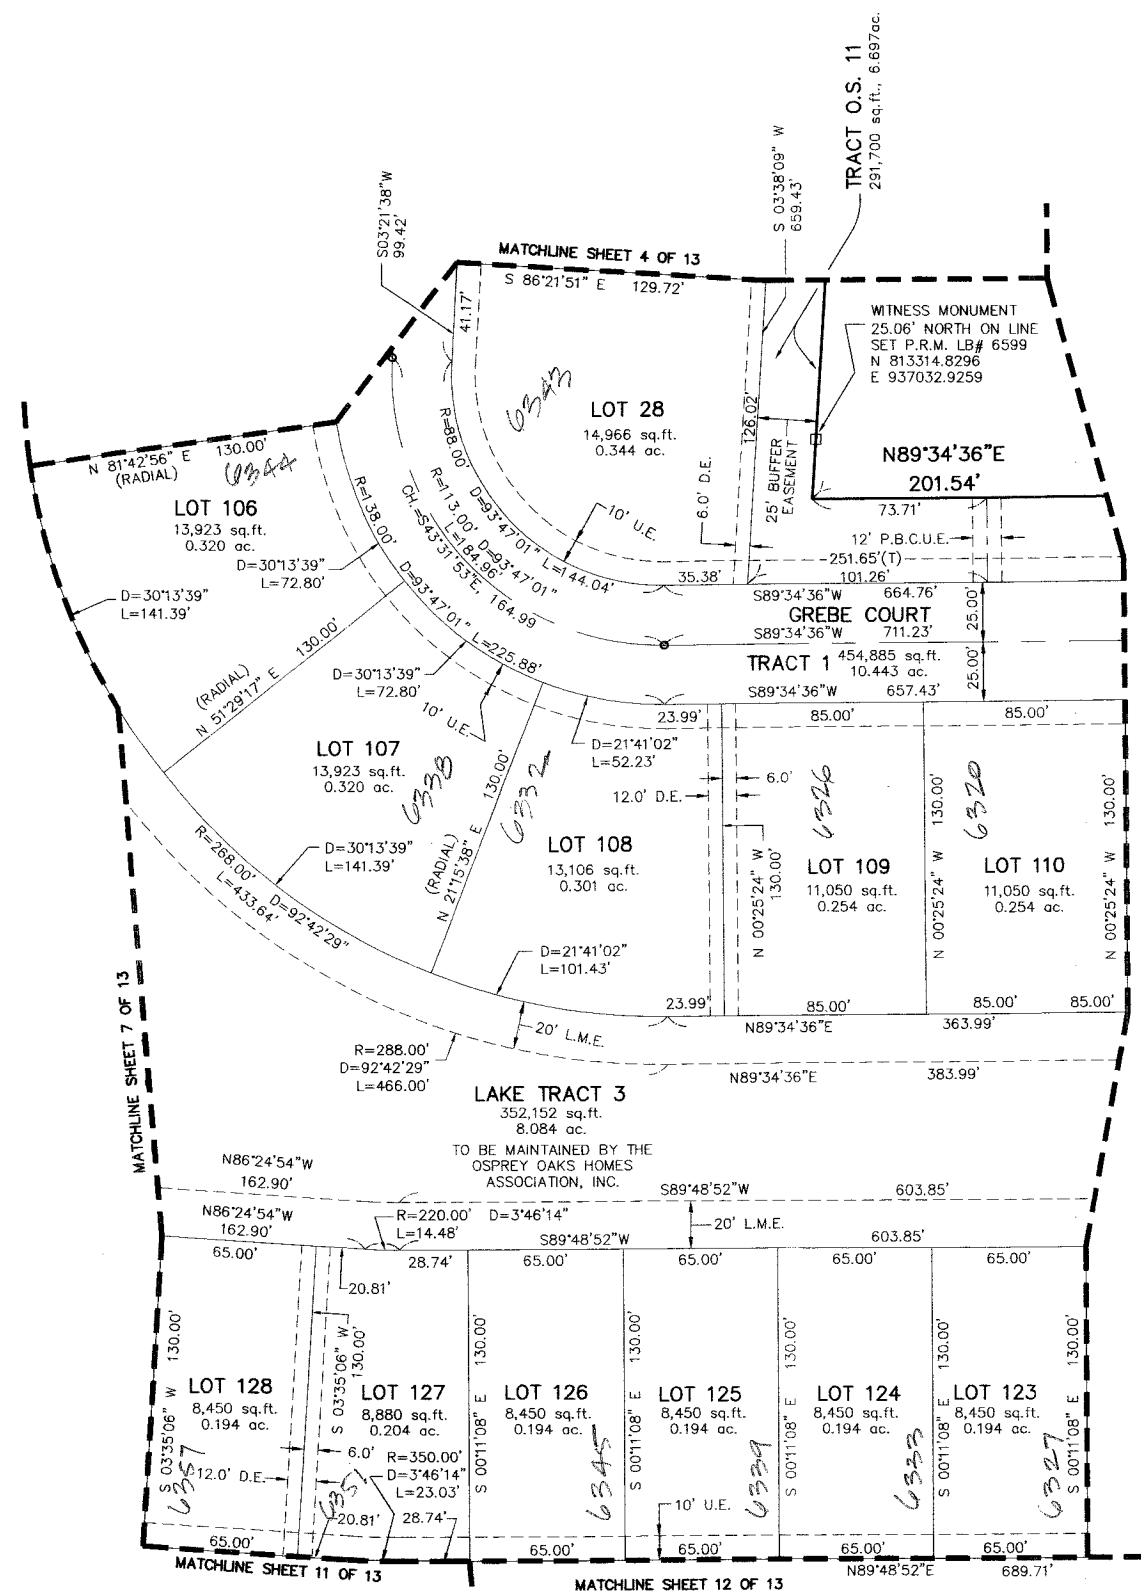 TRACT O.S. 11
291,700 sq.ft., 6.697ac.
S 03°38'09" W
659.43'
S03°21'38"W
99.42'
MATCHLINE SHEET 4 OF 13
S 86°21'51" E 129.72'
41.17'
WITNESS MONUMENT
25.06' NORTH ON LINE
SET P.R.M. LB# 6599
N 813314.8296
E 937032.9259
6343
LOT 28
14,966 sq.ft.
0.344 ac.
126.02'
6.0' D.E.
25' BUFFER
EASEMENT
N89°34'36"E
201.54'
73.71'
12' P.B.C.U.E.
251.65'(T)
101.26'
35.38'
10' U.E.
R=88.00'
D=93°47'01"
L=144.04'
R=113.00'
D=93°47'01"
L=184.96'
CH.=S43°31'53"E, 164.99
S89°34'36"W 664.76'
GREBE COURT
S89°34'36"W 711.23'
25.00'
25.00'
TRACT 1 454,885 sq.ft.
10.443 ac.
S89°34'36"W 657.43'
N 81°42'56" E 130.00'
(RADIAL)
6344
LOT 106
13,923 sq.ft.
0.320 ac.
D=30°13'39"
L=72.80'
D=30°13'39"
L=141.39'
R=138.00'
D=93°47'01"
L=225.88'
(RADIAL)
N 51°29'17" E 130.00'
D=30°13'39"
L=72.80'
10' U.E.
LOT 107
13,923 sq.ft.
0.320 ac.
6338
D=30°13'39"
L=141.39'
(RADIAL)
N 21°15'38" E 130.00'
6332
D=21°41'02"
L=52.23'
23.99'
85.00'
85.00'
6.0'
12.0' D.E.
LOT 108
13,106 sq.ft.
0.301 ac.
N 00°25'24" W
130.00'
6326
LOT 109
11,050 sq.ft.
0.254 ac.
N 00°25'24" W 130.00'
6320
LOT 110
11,050 sq.ft.
0.254 ac.
N 00°25'24" W 130.00'
R=268.00'
L=433.64'
D=92°42'29"
D=21°41'02"
L=101.43'
23.99'
85.00'
85.00'
85.00'
20' L.M.E.
N89°34'36"E 363.99'
R=288.00'
D=92°42'29"
L=466.00'
N89°34'36"E 383.99'
MATCHLINE SHEET 7 OF 13
LAKE TRACT 3
352,152 sq.ft.
8.084 ac.
TO BE MAINTAINED BY THE
OSPREY OAKS HOMES
ASSOCIATION, INC.
N86°24'54"W
162.90'
S89°48'52"W 603.85'
N86°24'54"W
162.90'
R=220.00' D=3°46'14"
L=14.48'
S89°48'52"W
20' L.M.E.
603.85'
65.00'
28.74'
65.00'
65.00'
65.00'
65.00'
20.81'
S 03°35'06" W 130.00'
LOT 128
8,450 sq.ft.
0.194 ac.
6357
12.0' D.E.
6.0'
S 03°35'06" W
130.00'
LOT 127
8,880 sq.ft.
0.204 ac.
6351
R=350.00'
D=3°46'14"
L=23.03'
20.81'
28.74'
S 00°11'08" E 130.00'
LOT 126
8,450 sq.ft.
0.194 ac.
6345
S 00°11'08" E 130.00'
LOT 125
8,450 sq.ft.
0.194 ac.
6339
10' U.E.
S 00°11'08" E 130.00'
LOT 124
8,450 sq.ft.
0.194 ac.
6333
S 00°11'08" E 130.00'
LOT 123
8,450 sq.ft.
0.194 ac.
6327
S 00°11'08" E 130.00'
65.00'
65.00'
65.00'
65.00'
65.00'
MATCHLINE SHEET 11 OF 13
MATCHLINE SHEET 12 OF 13
N89°48'52"E 689.71'